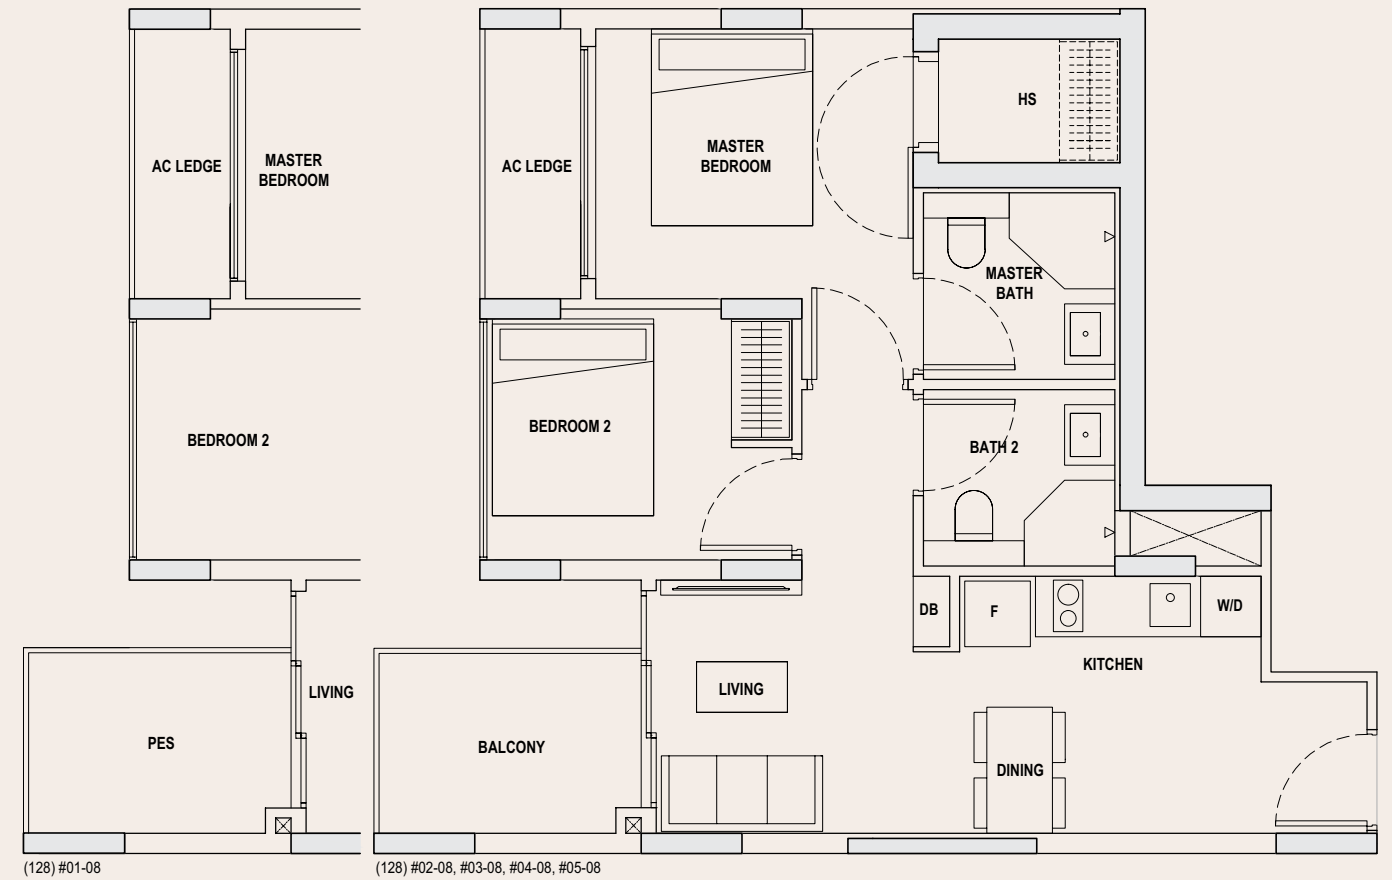 AC LEDGE
MASTER
BEDROOM
BEDROOM 2
LIVING
PES
(128) #01-08
AC LEDGE
MASTER
BEDROOM
HS
MASTER
BATH
BEDROOM 2
BATH 2
DB
F
W/D
KITCHEN
LIVING
BALCONY
DINING
(128) #02-08, #03-08, #04-08, #05-08